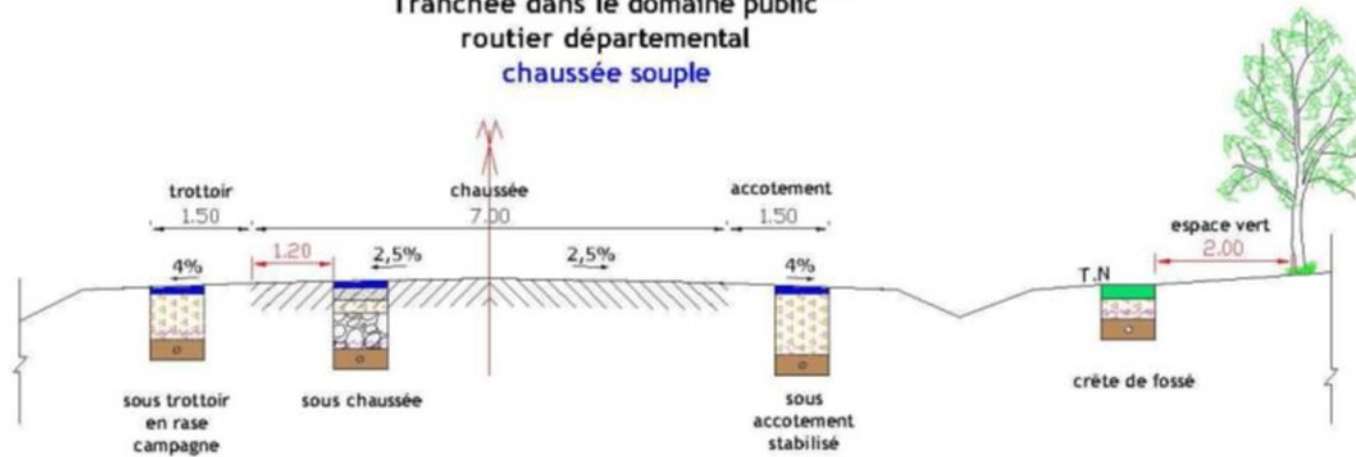 Tranchée dans le domaine public
routier départemental
chaussée souple
trottoir
chaussée
accotement
1.50
7.00
1.50
espace vert
2.00
1.20
2,5%
2,5%
4%
4%
T.N
sous trottoir
en rase
campagne
sous chaussée
sous
accotement
stabilisé
crête de fossé